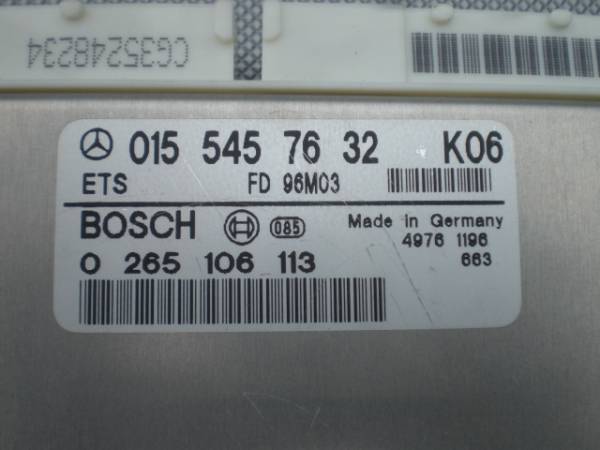 CG35248234
015 545 76 32 K06
ETS FD 96M03
BOSCH 085 Made in Germany
0 265 106 113 4976 1196
663